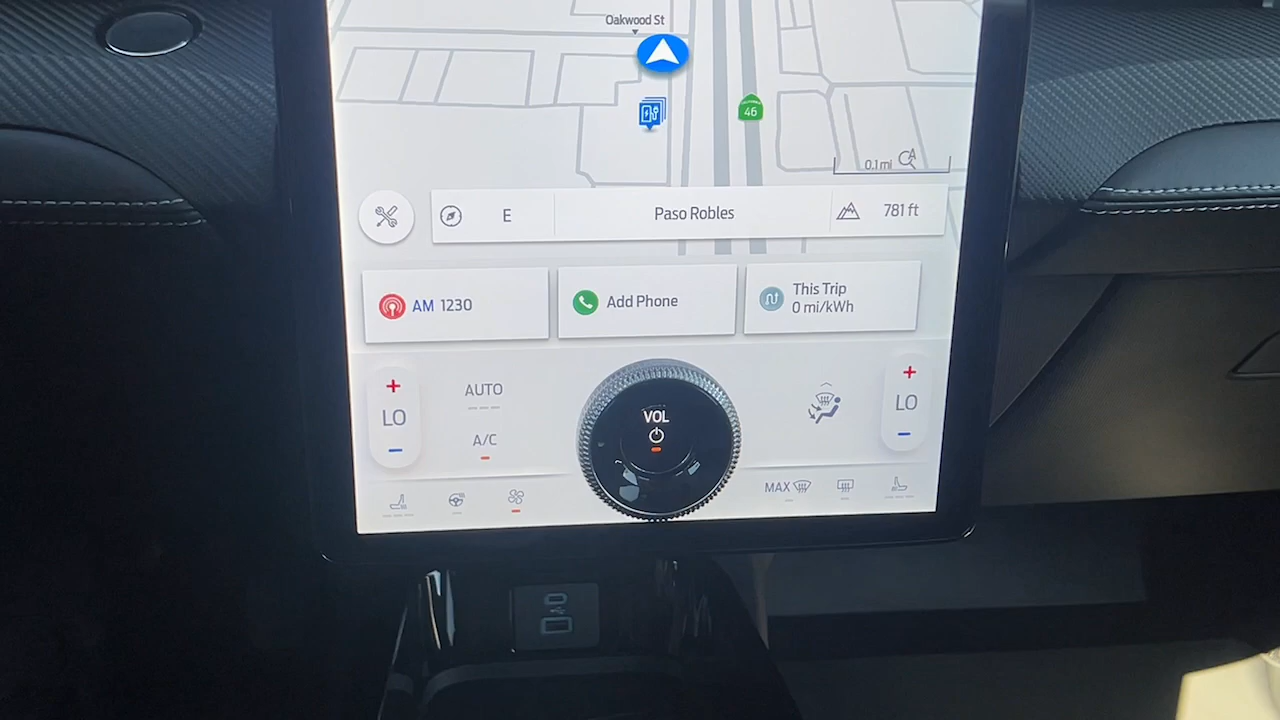 Oakwood St
CALIFORNIA
46
0.1 mi
A
E
Paso Robles
781 ft
AM 1230
Add Phone
This Trip
0 mi/kWh
+
LO
−
AUTO
A/C
VOL
+
LO
−
MAX